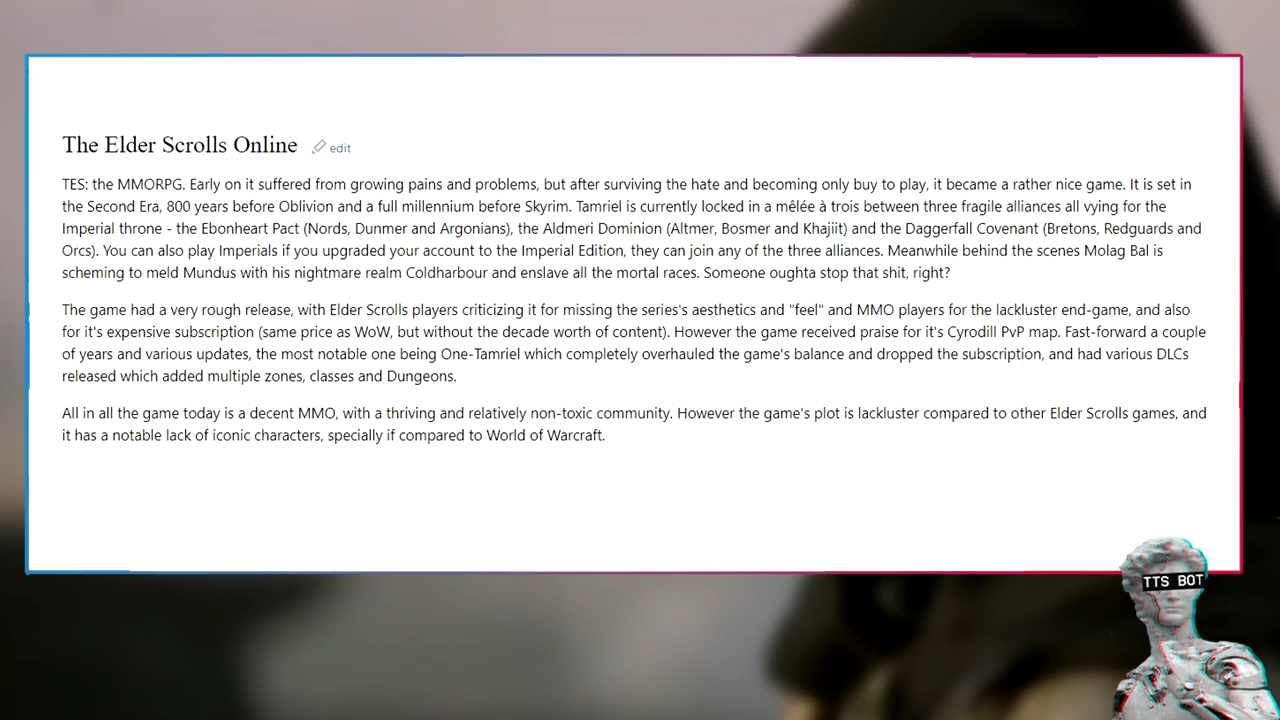 The Elder Scrolls Online edit
TES: the MMORPG. Early on it suffered from growing pains and problems, but after surviving the hate and becoming only buy to play, it became a rather nice game. It is set in
the Second Era, 800 years before Oblivion and a full millennium before Skyrim. Tamriel is currently locked in a mêlée à trois between three fragile alliances all vying for the
Imperial throne - the Ebonheart Pact (Nords, Dunmer and Argonians), the Aldmeri Dominion (Altmer, Bosmer and Khajiit) and the Daggerfall Covenant (Bretons, Redguards and
Orcs). You can also play Imperials if you upgraded your account to the Imperial Edition, they can join any of the three alliances. Meanwhile behind the scenes Molag Bal is
scheming to meld Mundus with his nightmare realm Coldharbour and enslave all the mortal races. Someone oughta stop that shit, right?
The game had a very rough release, with Elder Scrolls players criticizing it for missing the series's aesthetics and "feel" and MMO players for the lackluster end-game, and also
for it's expensive subscription (same price as WoW, but without the decade worth of content). However the game received praise for it's Cyrodill PvP map. Fast-forward a couple
of years and various updates, the most notable one being One-Tamriel which completely overhauled the game's balance and dropped the subscription, and had various DLCs
released which added multiple zones, classes and Dungeons.
All in all the game today is a decent MMO, with a thriving and relatively non-toxic community. However the game's plot is lackluster compared to other Elder Scrolls games, and
it has a notable lack of iconic characters, specially if compared to World of Warcraft.
TTS BOT